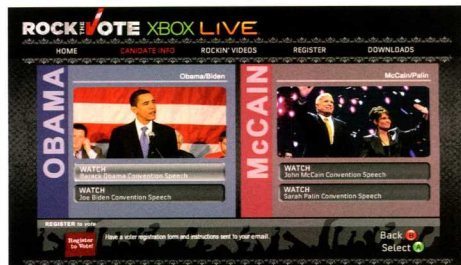 ROCK THE VOTE XBOX LIVE
HOME CANIDATE INFO ROCKIN' VIDEOS REGISTER DOWNLOADS
OBAMA
Obama/Biden
WATCH
Barack Obama Convention Speech
WATCH
Joe Biden Convention Speech
McCAIN
McCain/Palin
WATCH
John McCain Convention Speech
WATCH
Sarah Palin Convention Speech
REGISTER to vote
Register
to Vote!
Have a voter registration form and instructions sent to your email.
Back B
Select A